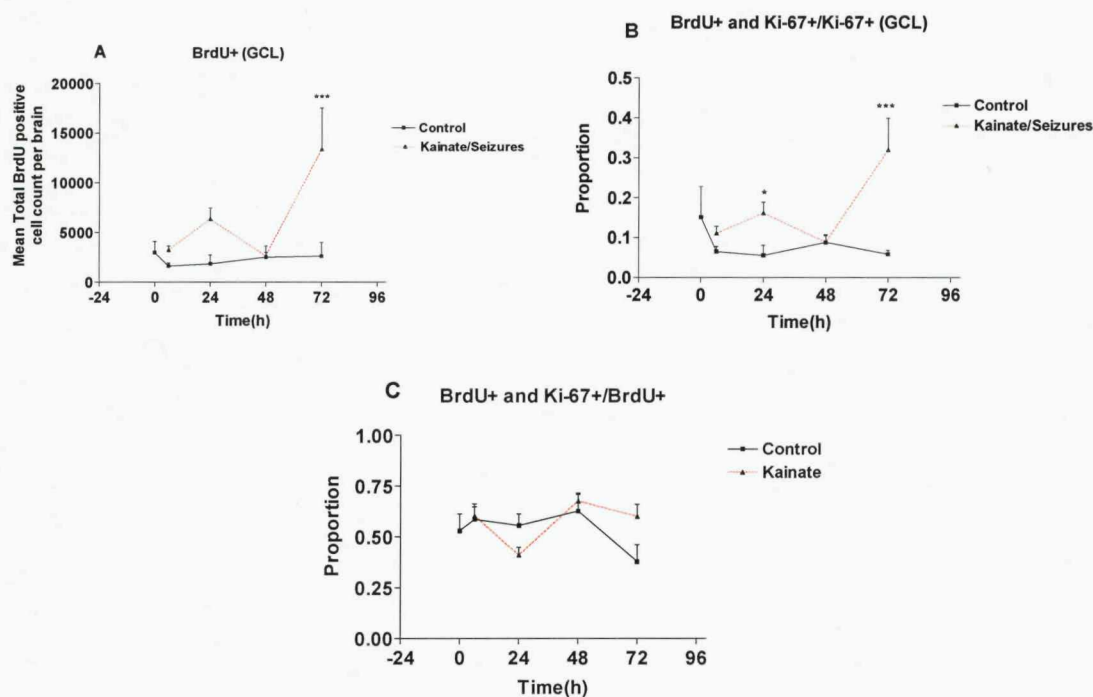 A
BrdU+ (GCL)
Mean Total BrdU positive
cell count per brain
20000
15000
10000
5000
0
-24 0 24 48 72 96
Time(h)
***
Control
Kainate/Seizures
B
BrdU+ and Ki-67+/Ki-67+ (GCL)
Proportion
0.5
0.4
0.3
0.2
0.1
0.0
-24 0 24 48 72 96
Time(h)
*
***
Control
Kainate/Seizures
C
BrdU+ and Ki-67+/BrdU+
Proportion
1.00
0.75
0.50
0.25
0.00
-24 0 24 48 72 96
Time(h)
Control
Kainate